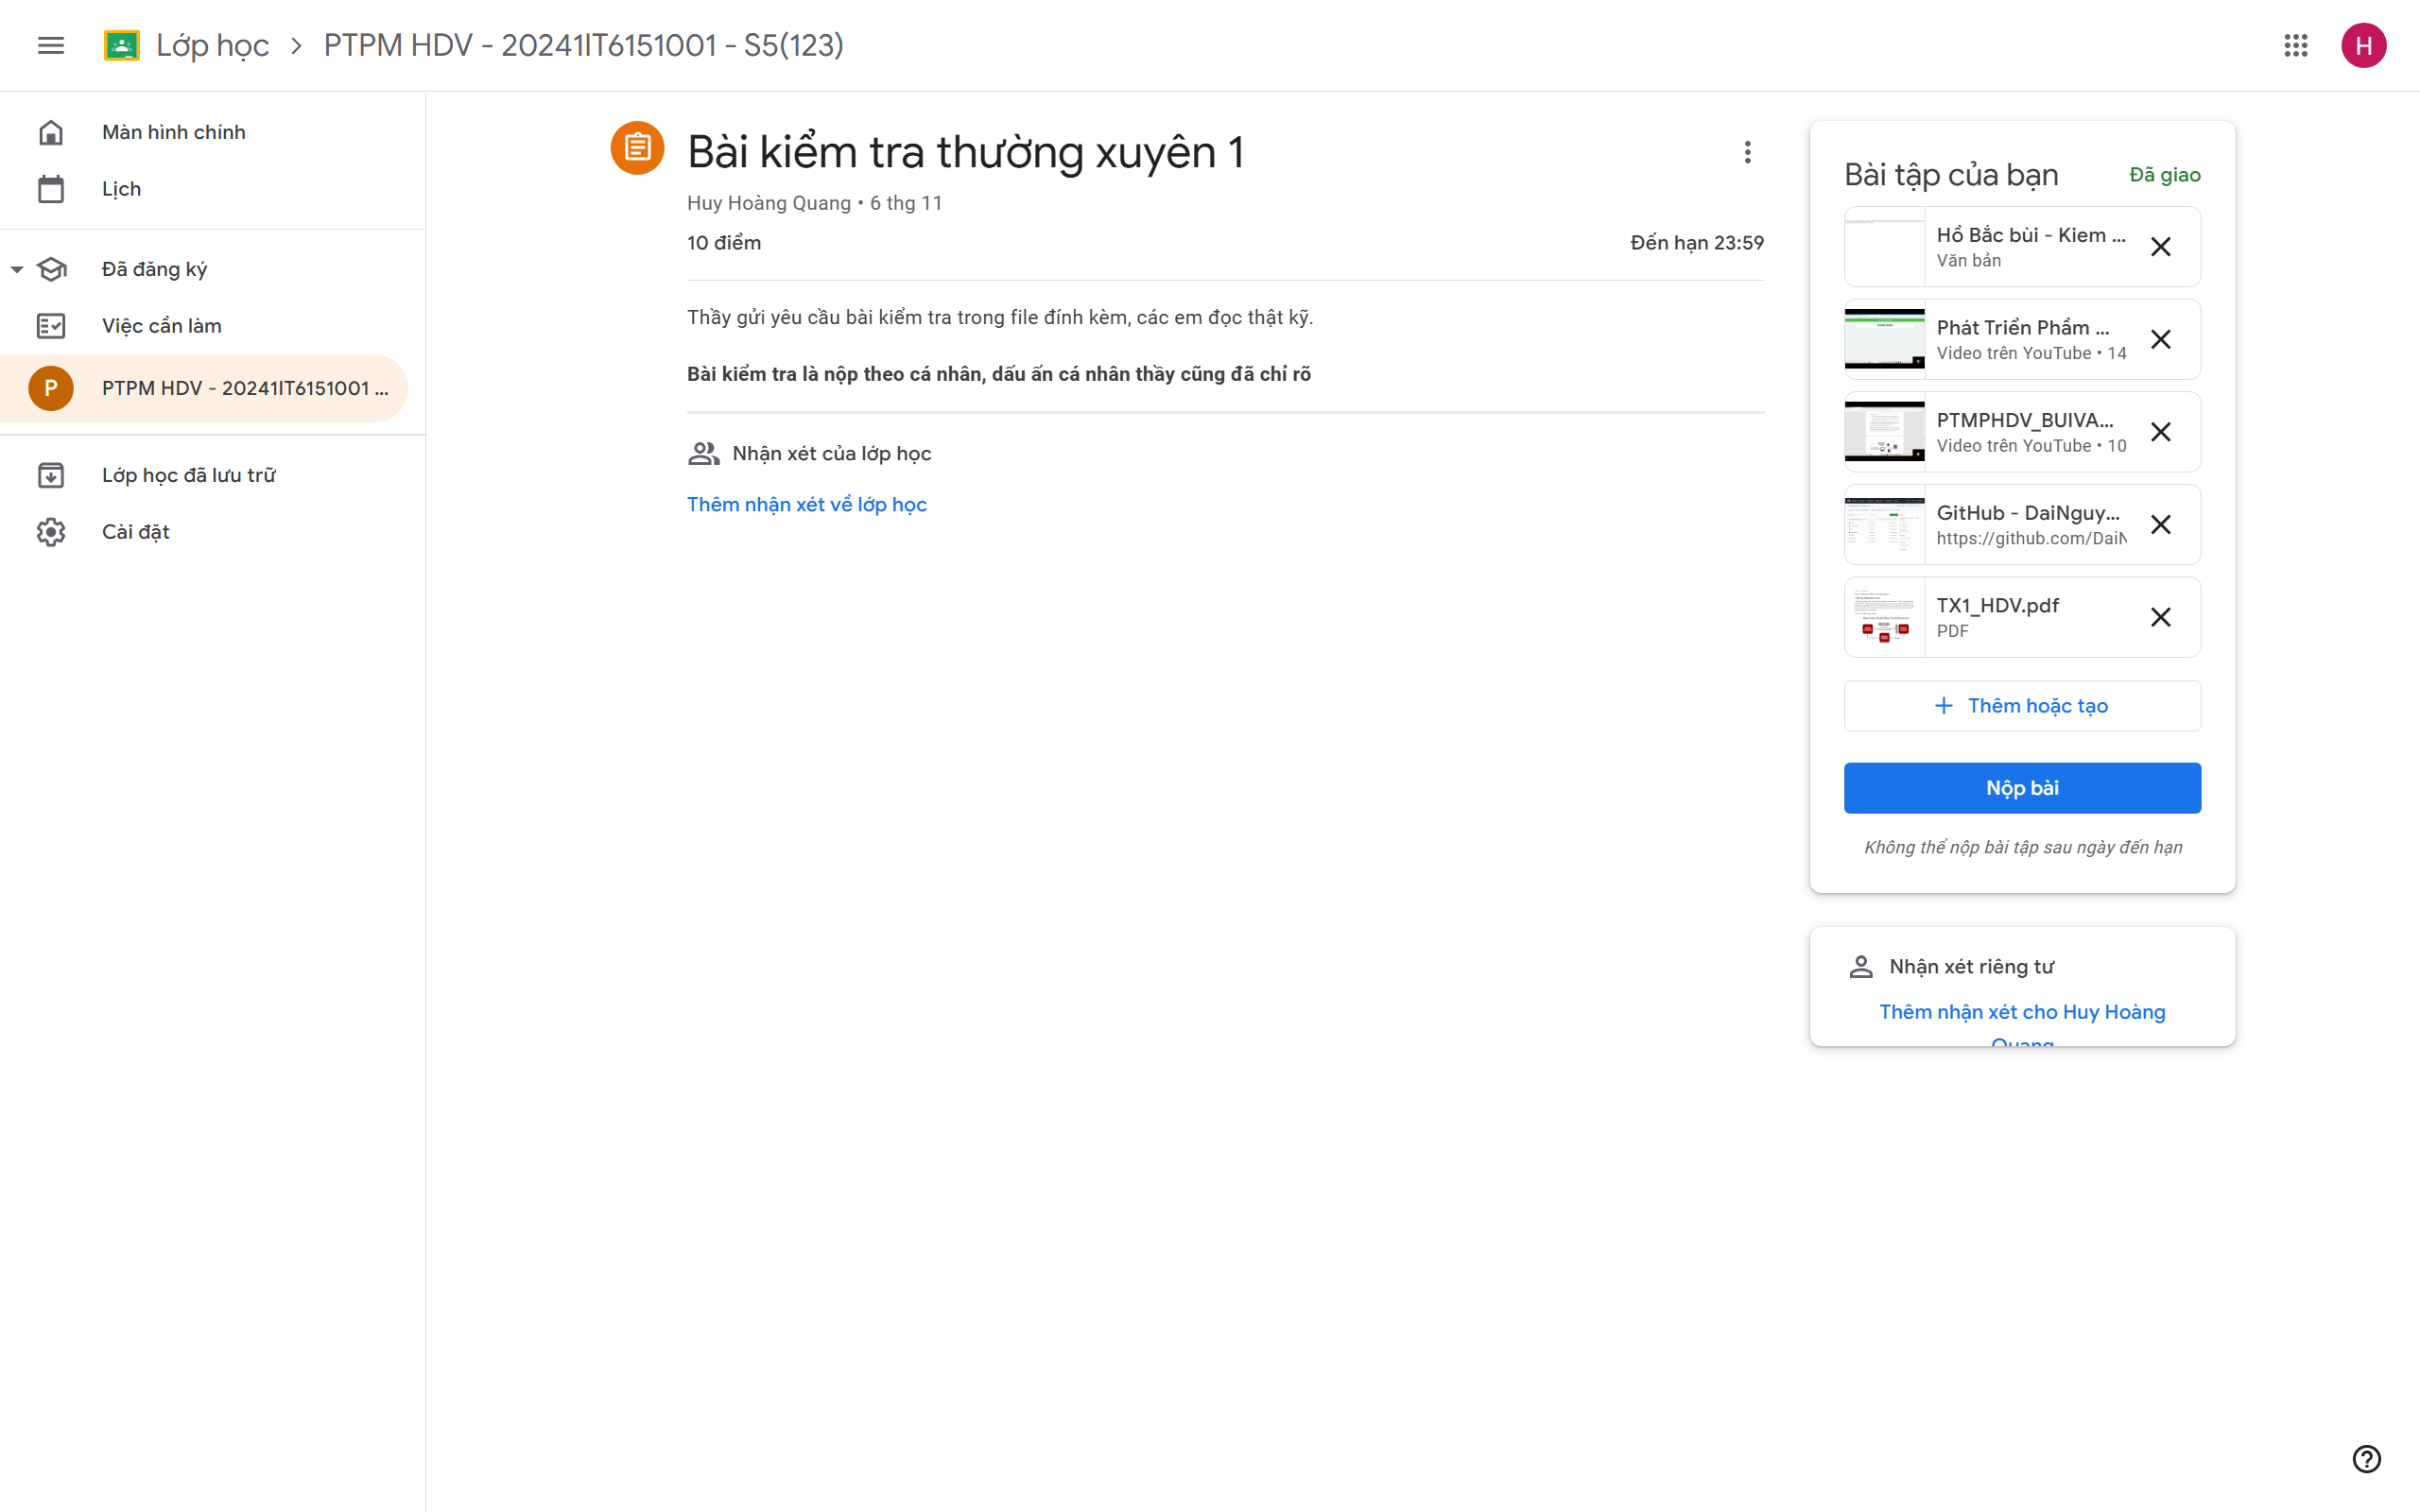 Lớp học > PTPM HDV - 20241IT6151001 - S5(123)
H
Màn hình chính
Lịch
Đã đăng ký
Việc cần làm
P
PTPM HDV - 20241IT6151001 ...
Lớp học đã lưu trữ
Cài đặt
Bài kiểm tra thường xuyên 1
Huy Hoàng Quang • 6 thg 11
10 điểm
Đến hạn 23:59
Thầy gửi yêu cầu bài kiểm tra trong file đính kèm, các em đọc thật kỹ.
Bài kiểm tra là nộp theo cá nhân, dấu ấn cá nhân thầy cũng đã chỉ rõ
Nhận xét của lớp học
Thêm nhận xét về lớp học
Bài tập của bạn
Đã giao
Hồ Bắc bùi - Kiem ...
Văn bản
Phát Triển Phầm ...
Video trên YouTube • 14
PTMPHDV_BUIVA...
Video trên YouTube • 10
GitHub - DaiNguy...
https://github.com/DaiN
TX1_HDV.pdf
PDF
Thêm hoặc tạo
Nộp bài
Không thể nộp bài tập sau ngày đến hạn
Nhận xét riêng tư
Thêm nhận xét cho Huy Hoàng
Quang